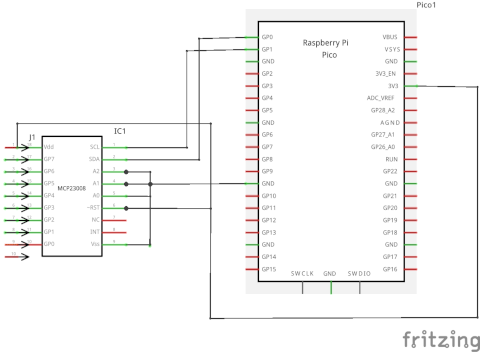 Pico1
Raspberry Pi
Pico
GP0
GP1
GND
GP2
GP3
GP4
GP5
GND
GP6
GP7
GP8
GP9
GND
GP10
GP11
GP12
GP13
GND
GP14
GP15
VBUS
VSYS
GND
3V3_EN
3V3
ADC_VREF
GP28_A2
AGND
GP27_A1
GP26_A0
RUN
GP22
GND
GP21
GP20
GP19
GP18
GND
GP17
GP16
SWCLK
GND
SWDIO
J1
IC1
MCP23008
Vdd
GP7
GP6
GP5
GP4
GP3
GP2
GP1
GP0
SCL
SDA
A2
A1
A0
~RST
NC
INT
Vss
fritzing